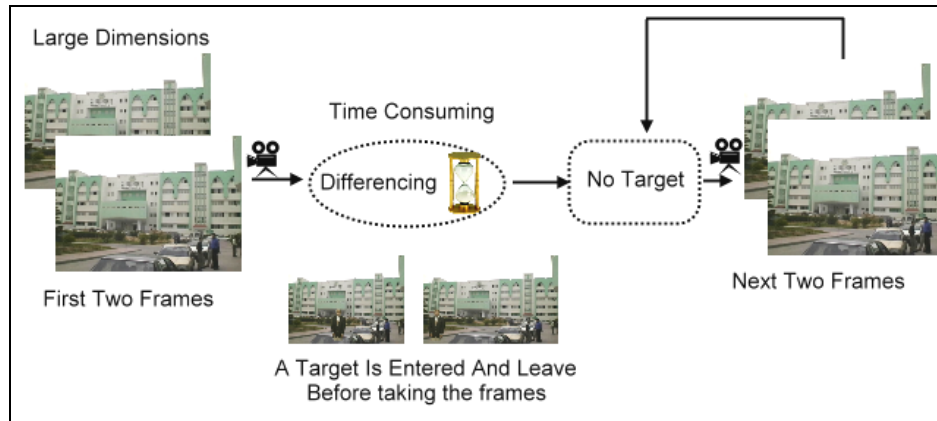 Large Dimensions
Time Consuming
Differencing
No Target
First Two Frames
Next Two Frames
A Target Is Entered And Leave
Before taking the frames